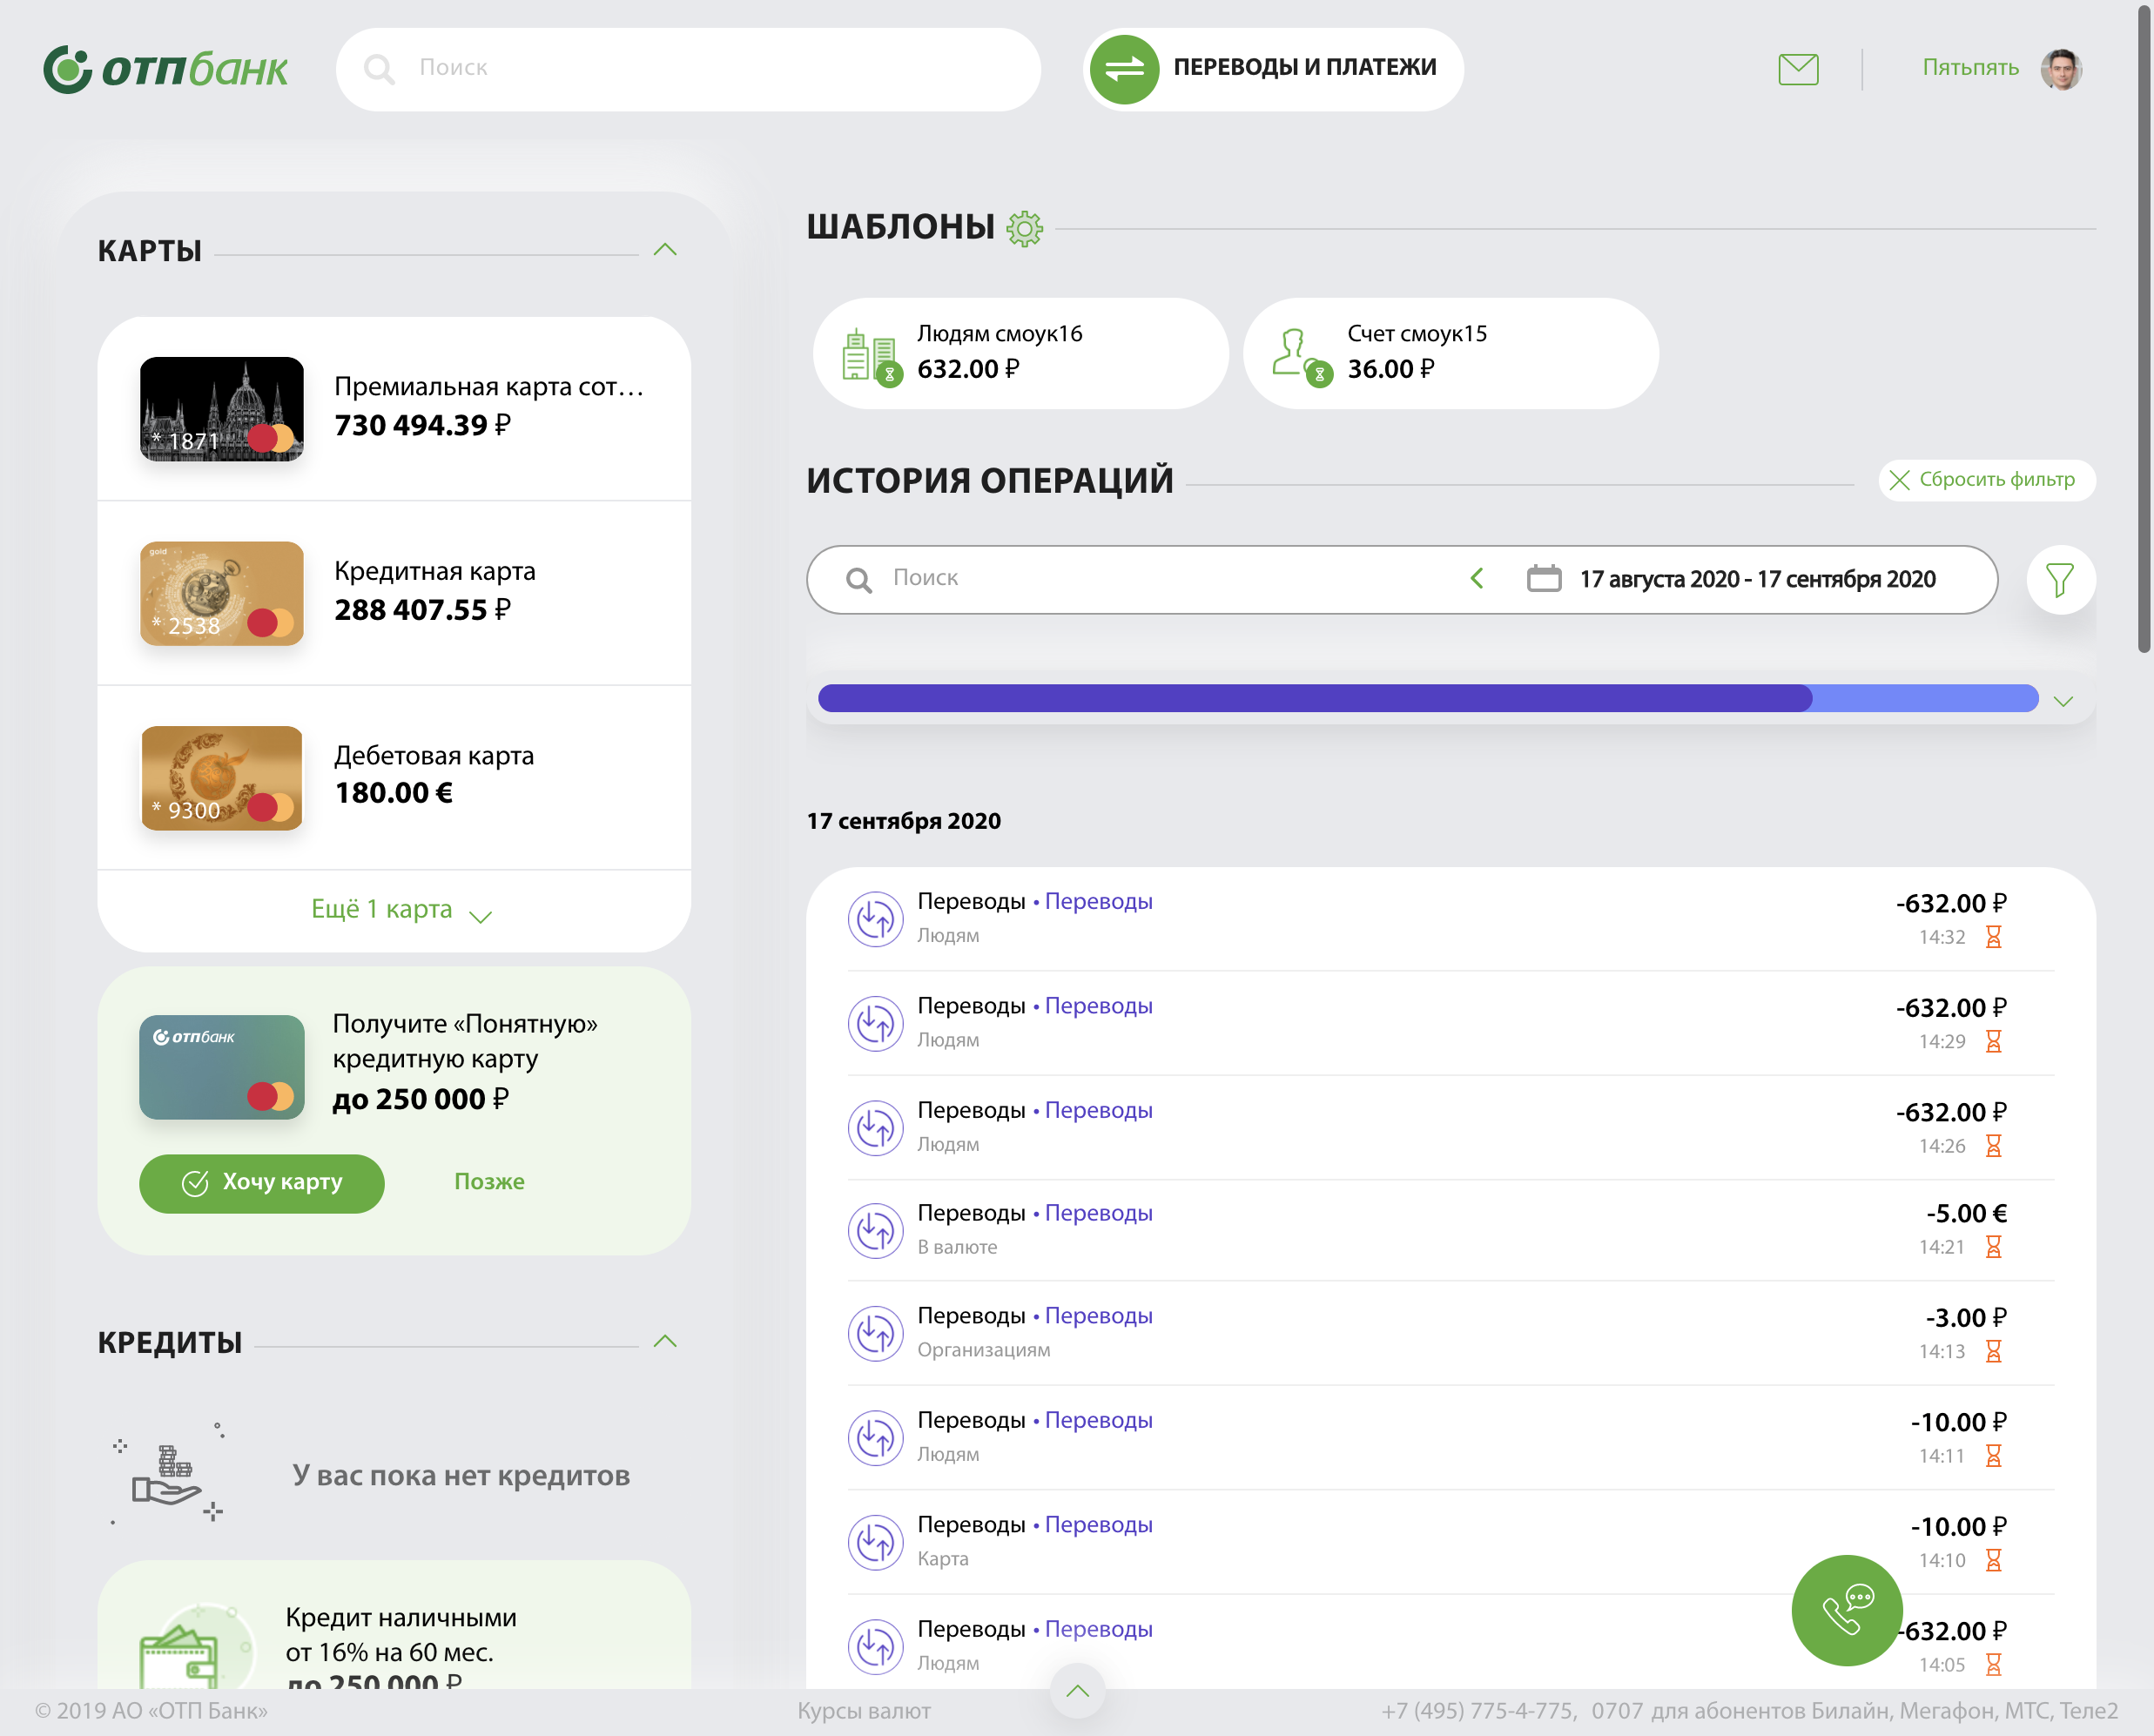 ОТПбанк
Поиск
ПЕРЕВОДЫ И ПЛАТЕЖИ
Пятьпять
КАРТЫ
* 1871
Премиальная карта сот…
730 494.39 ₽
gold
* 2538
Кредитная карта
288 407.55 ₽
* 9300
Дебетовая карта
180.00 €
Ещё 1 карта
ОТПбанк
Получите «Понятную»
кредитную карту
до 250 000 ₽
Хочу карту
Позже
КРЕДИТЫ
У вас пока нет кредитов
Кредит наличными
от 16% на 60 мес.
до 250 000 ₽
ШАБЛОНЫ
Людям смоук16
632.00 ₽
Счет смоук15
36.00 ₽
ИСТОРИЯ ОПЕРАЦИЙ
Сбросить фильтр
Поиск
17 августа 2020 - 17 сентября 2020
17 сентября 2020
Переводы • Переводы -632.00 ₽
Людям 14:32
Переводы • Переводы -632.00 ₽
Людям 14:29
Переводы • Переводы -632.00 ₽
Людям 14:26
Переводы • Переводы -5.00 €
В валюте 14:21
Переводы • Переводы -3.00 ₽
Организациям 14:13
Переводы • Переводы -10.00 ₽
Людям 14:11
Переводы • Переводы -10.00 ₽
Карта 14:10
Переводы • Переводы -632.00 ₽
Людям 14:05
© 2019 АО «ОТП Банк»
Курсы валют
+7 (495) 775-4-775, 0707 для абонентов Билайн, Мегафон, МТС, Теле2